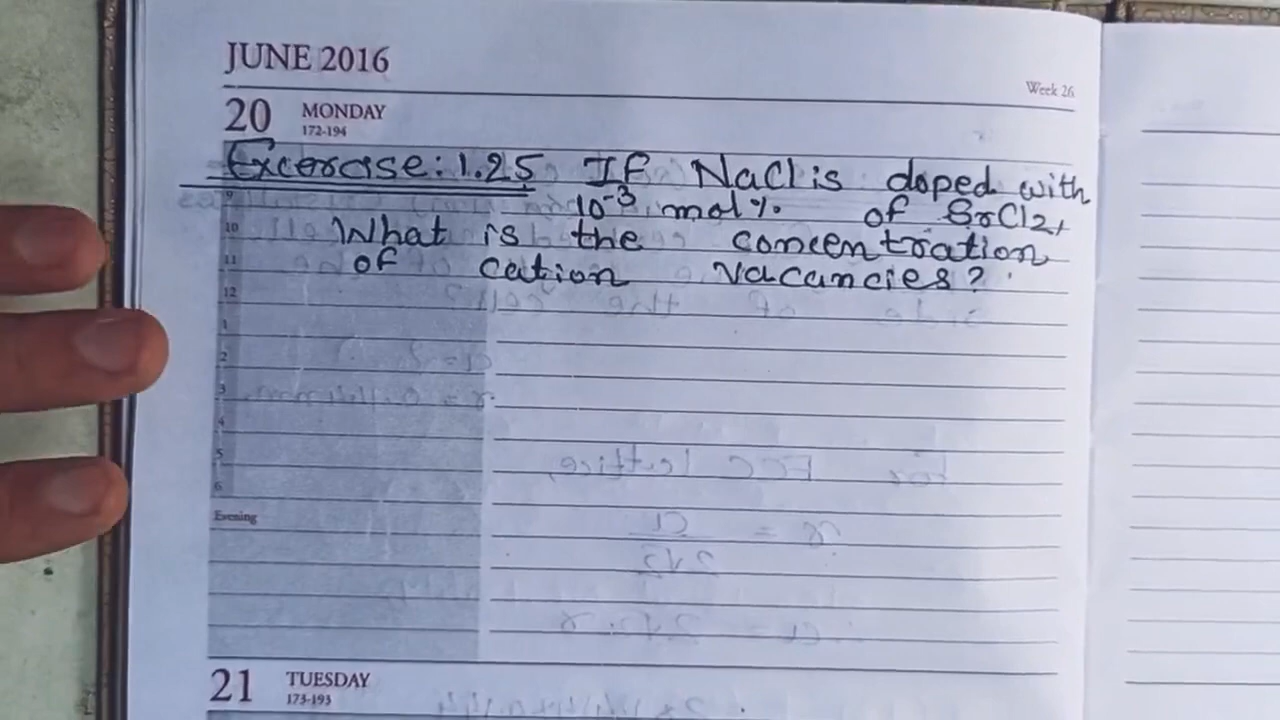 JUNE 2016
Week 26
20 MONDAY
172-194
Excercise: 1.25 If NaCl is doped with
10⁻³ mol% of SrCl2,
What is the concentration
of cation vacancies?
9
10
11
12
1
2
3
4
5
6
Evening
21 TUESDAY
173-193